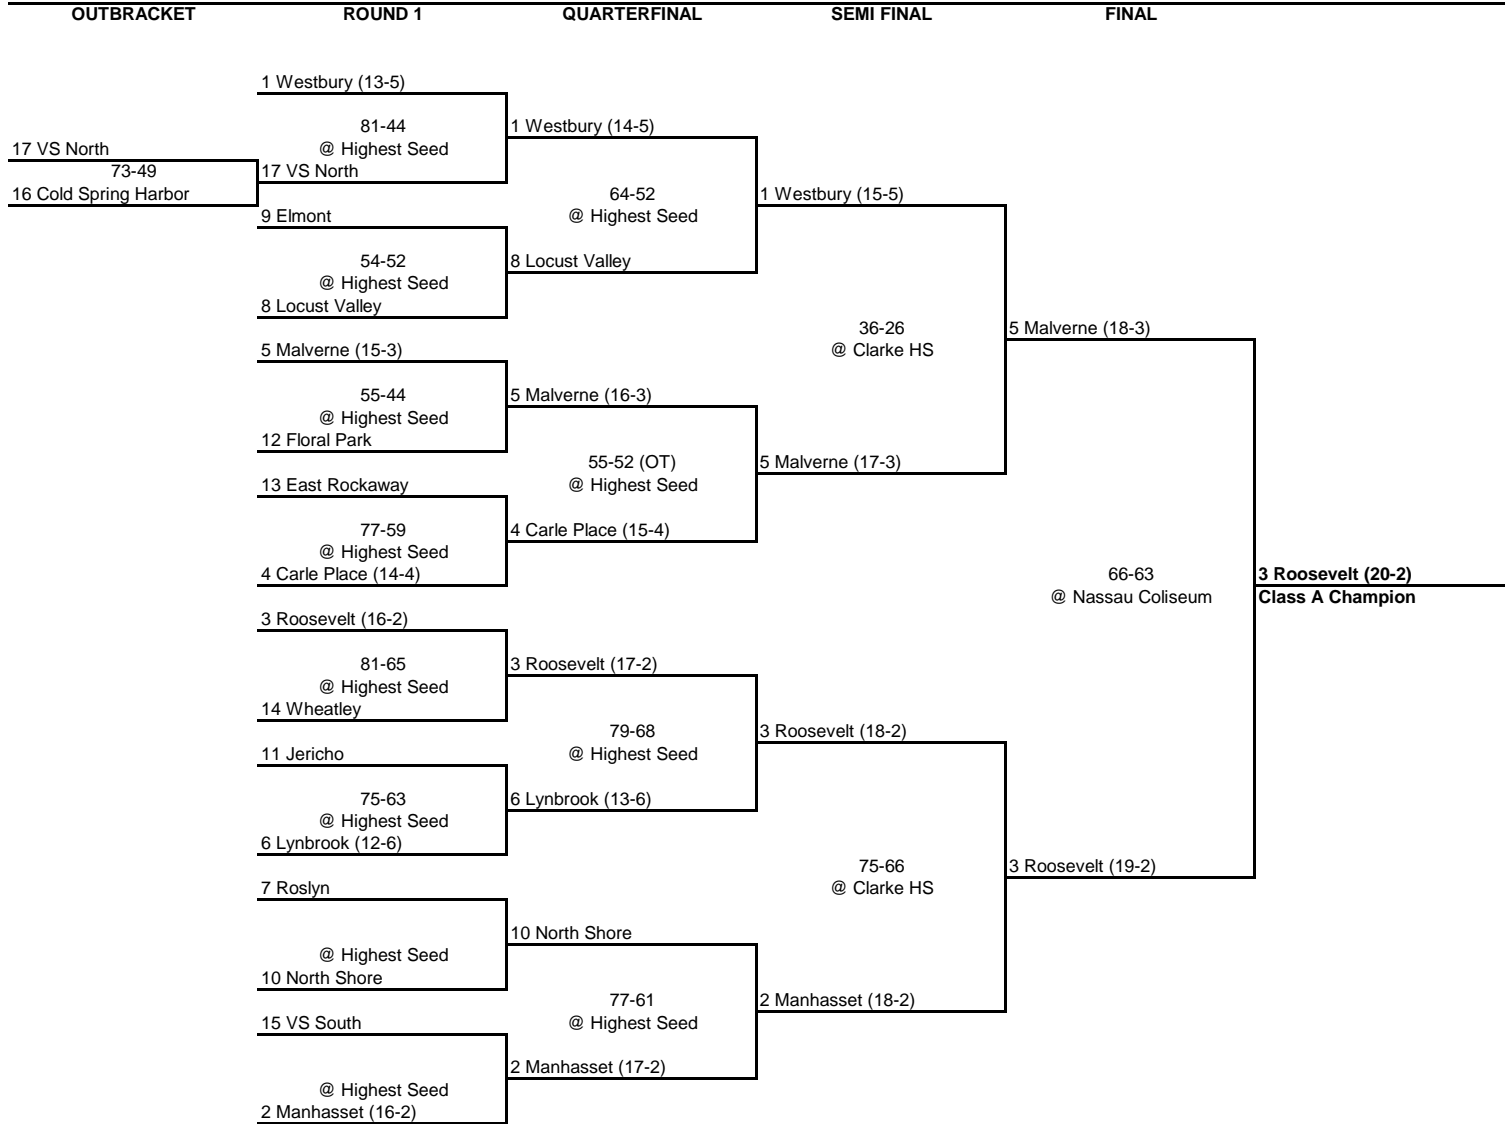 OUTBRACKET ROUND 1 QUARTERFINAL SEMI FINAL FINAL
1 Westbury (13-5)
81-44
@ Highest Seed
1 Westbury (14-5)
17 VS North
73-49
16 Cold Spring Harbor
17 VS North
64-52
@ Highest Seed
1 Westbury (15-5)
9 Elmont
54-52
@ Highest Seed
8 Locust Valley
8 Locust Valley
36-26
@ Clarke HS
5 Malverne (18-3)
5 Malverne (15-3)
55-44
@ Highest Seed
5 Malverne (16-3)
12 Floral Park
55-52 (OT)
@ Highest Seed
5 Malverne (17-3)
13 East Rockaway
77-59
@ Highest Seed
4 Carle Place (15-4)
4 Carle Place (14-4)
66-63
@ Nassau Coliseum
3 Roosevelt (20-2)
Class A Champion
3 Roosevelt (16-2)
81-65
@ Highest Seed
3 Roosevelt (17-2)
14 Wheatley
79-68
@ Highest Seed
3 Roosevelt (18-2)
11 Jericho
75-63
@ Highest Seed
6 Lynbrook (13-6)
6 Lynbrook (12-6)
75-66
@ Clarke HS
3 Roosevelt (19-2)
7 Roslyn
@ Highest Seed
10 North Shore
10 North Shore
77-61
@ Highest Seed
2 Manhasset (18-2)
15 VS South
@ Highest Seed
2 Manhasset (17-2)
2 Manhasset (16-2)